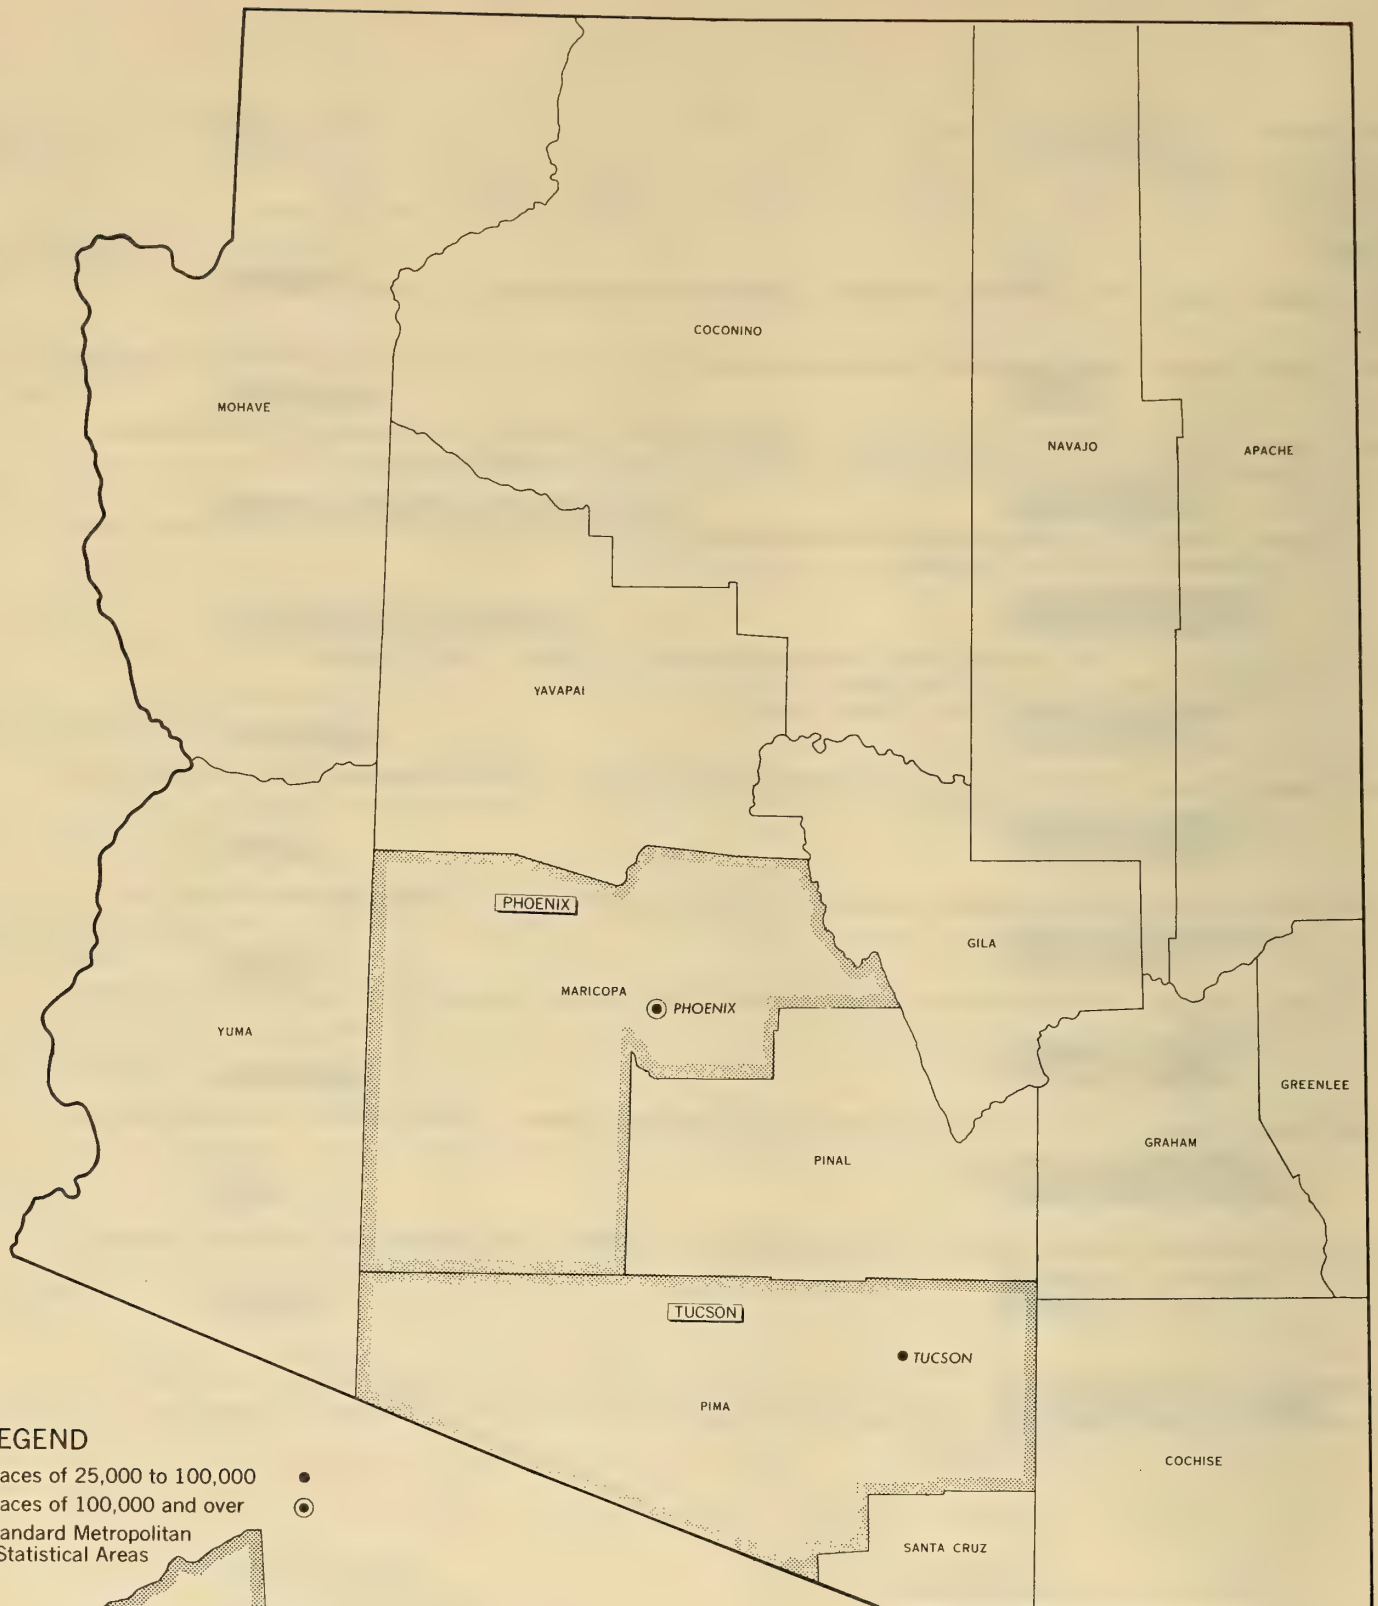 COCONINO
MOHAVE
NAVAJO
APACHE
YAVAPAI
PHOENIX
GILA
MARICOPA
PHOENIX
YUMA
GREENLEE
GRAHAM
PINAL
TUCSON
TUCSON
PIMA
EGEND
aces of 25,000 to 100,000
aces of 100,000 and over
andard Metropolitan
Statistical Areas
COCHISE
SANTA CRUZ